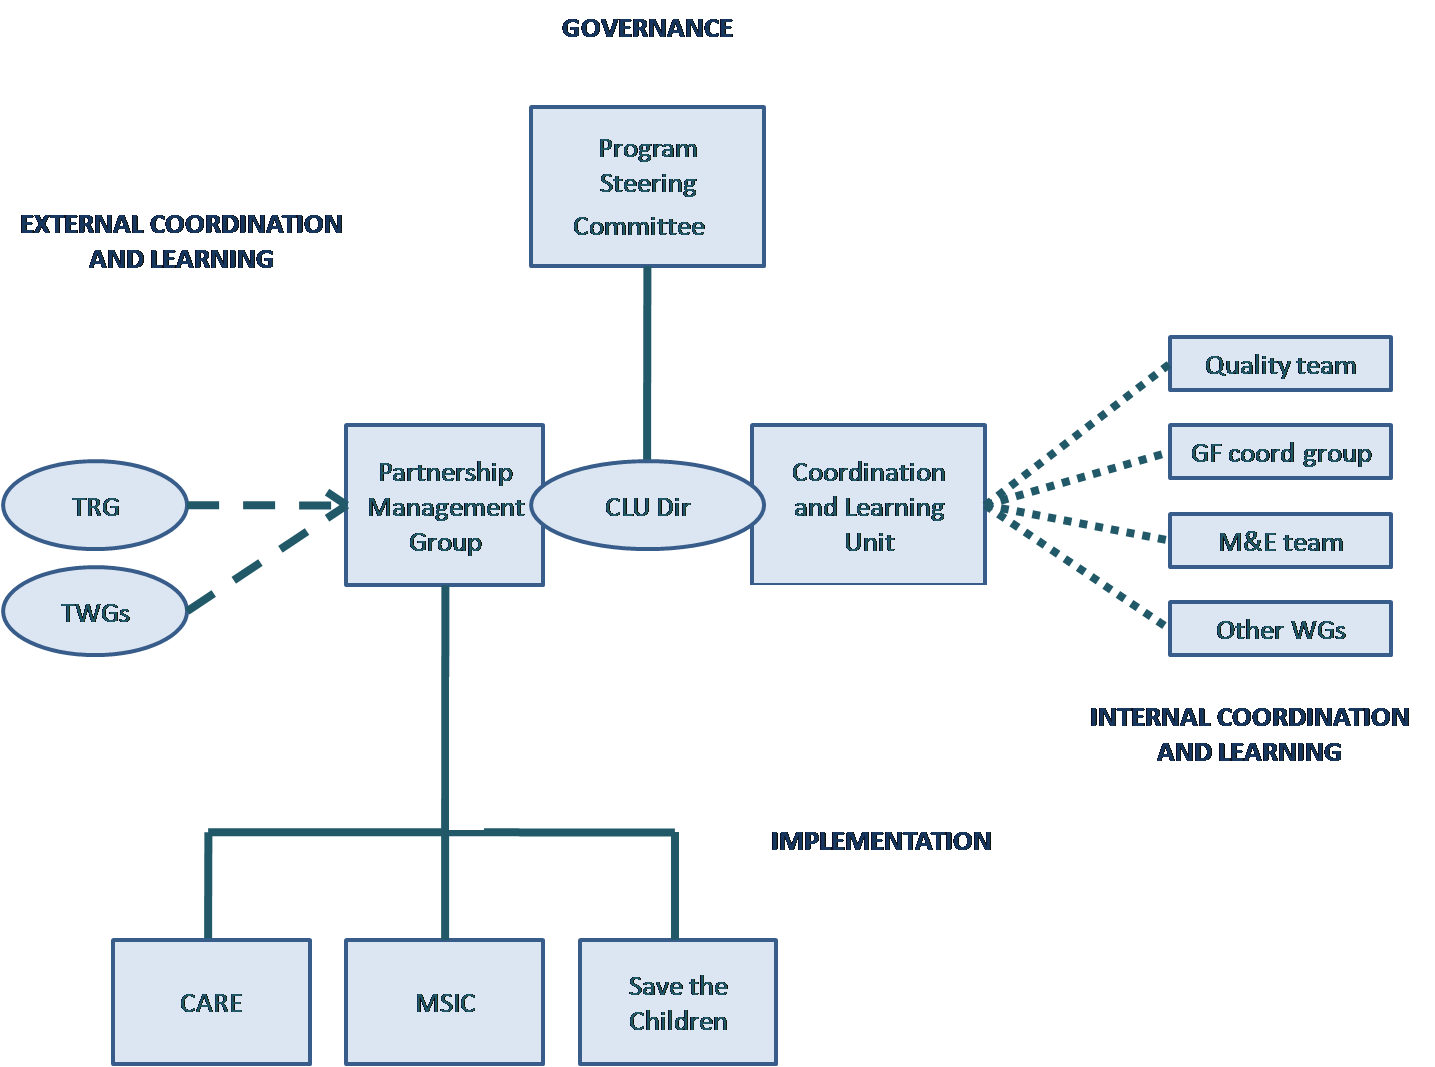 GOVERNANCE
Program
Steering
Committee
EXTERNAL COORDINATION
AND LEARNING
Quality team
GF coord group
M&E team
Other WGs
TRG
TWGs
Partnership
Management
Group
CLU Dir
Coordination
and Learning
Unit
INTERNAL COORDINATION
AND LEARNING
IMPLEMENTATION
CARE
MSIC
Save the
Children